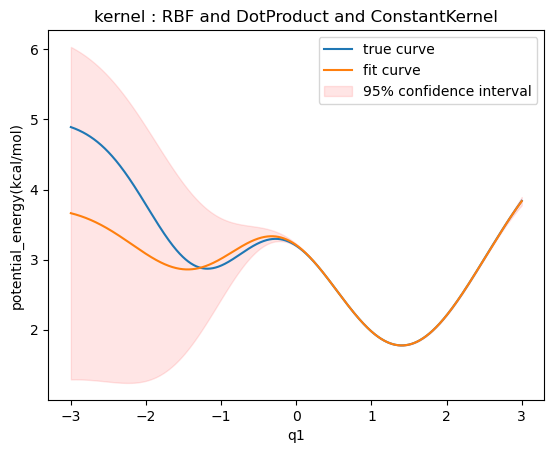 kernel : RBF and DotProduct and ConstantKernel
true curve
fit curve
95% confidence interval
potential_energy(kcal/mol)
6
5
4
3
2
−3
−2
−1
0
1
2
3
q1